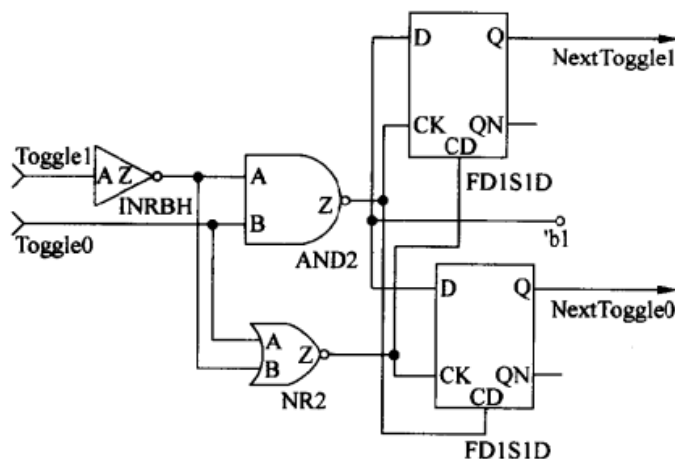 D Q
NextToggle1
CK QN
CD
FD1S1D
Toggle1
A Z
INRBH
A
Z
B
Toggle0
AND2
'b1
D Q
NextToggle0
A
Z
B
NR2
CK QN
CD
FD1S1D